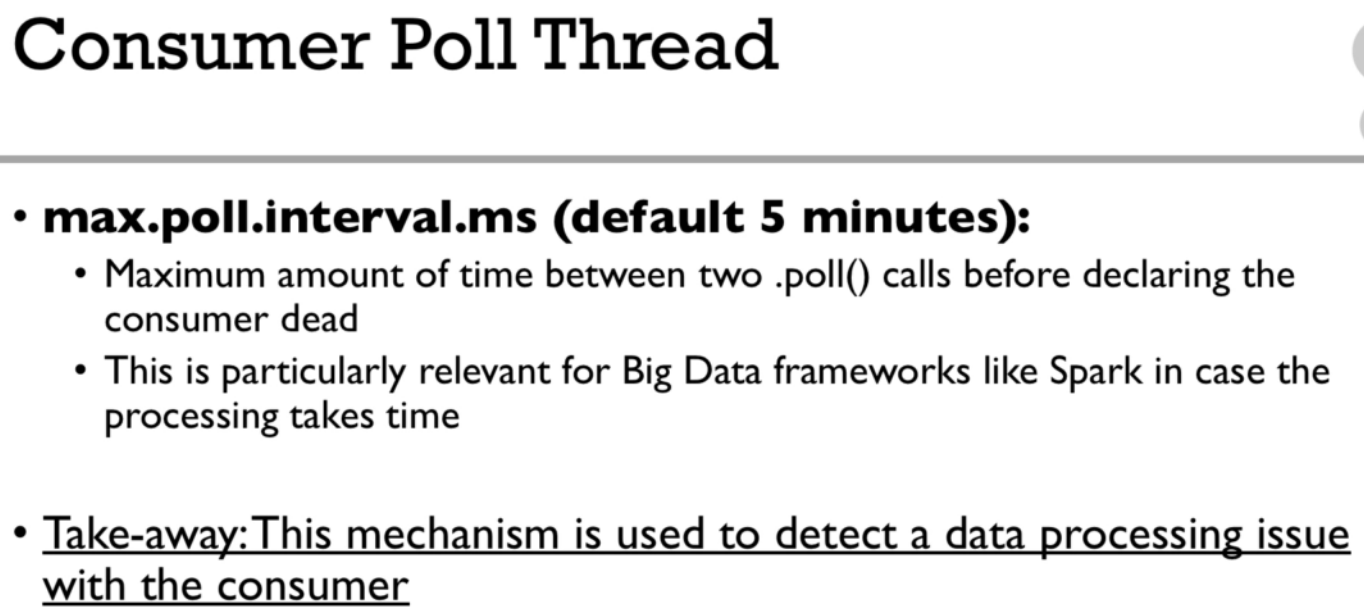 Consumer Poll Thread
• max.poll.interval.ms (default 5 minutes):
• Maximum amount of time between two .poll() calls before declaring the
consumer dead
• This is particularly relevant for Big Data frameworks like Spark in case the
processing takes time
• Take-away: This mechanism is used to detect a data processing issue
with the consumer